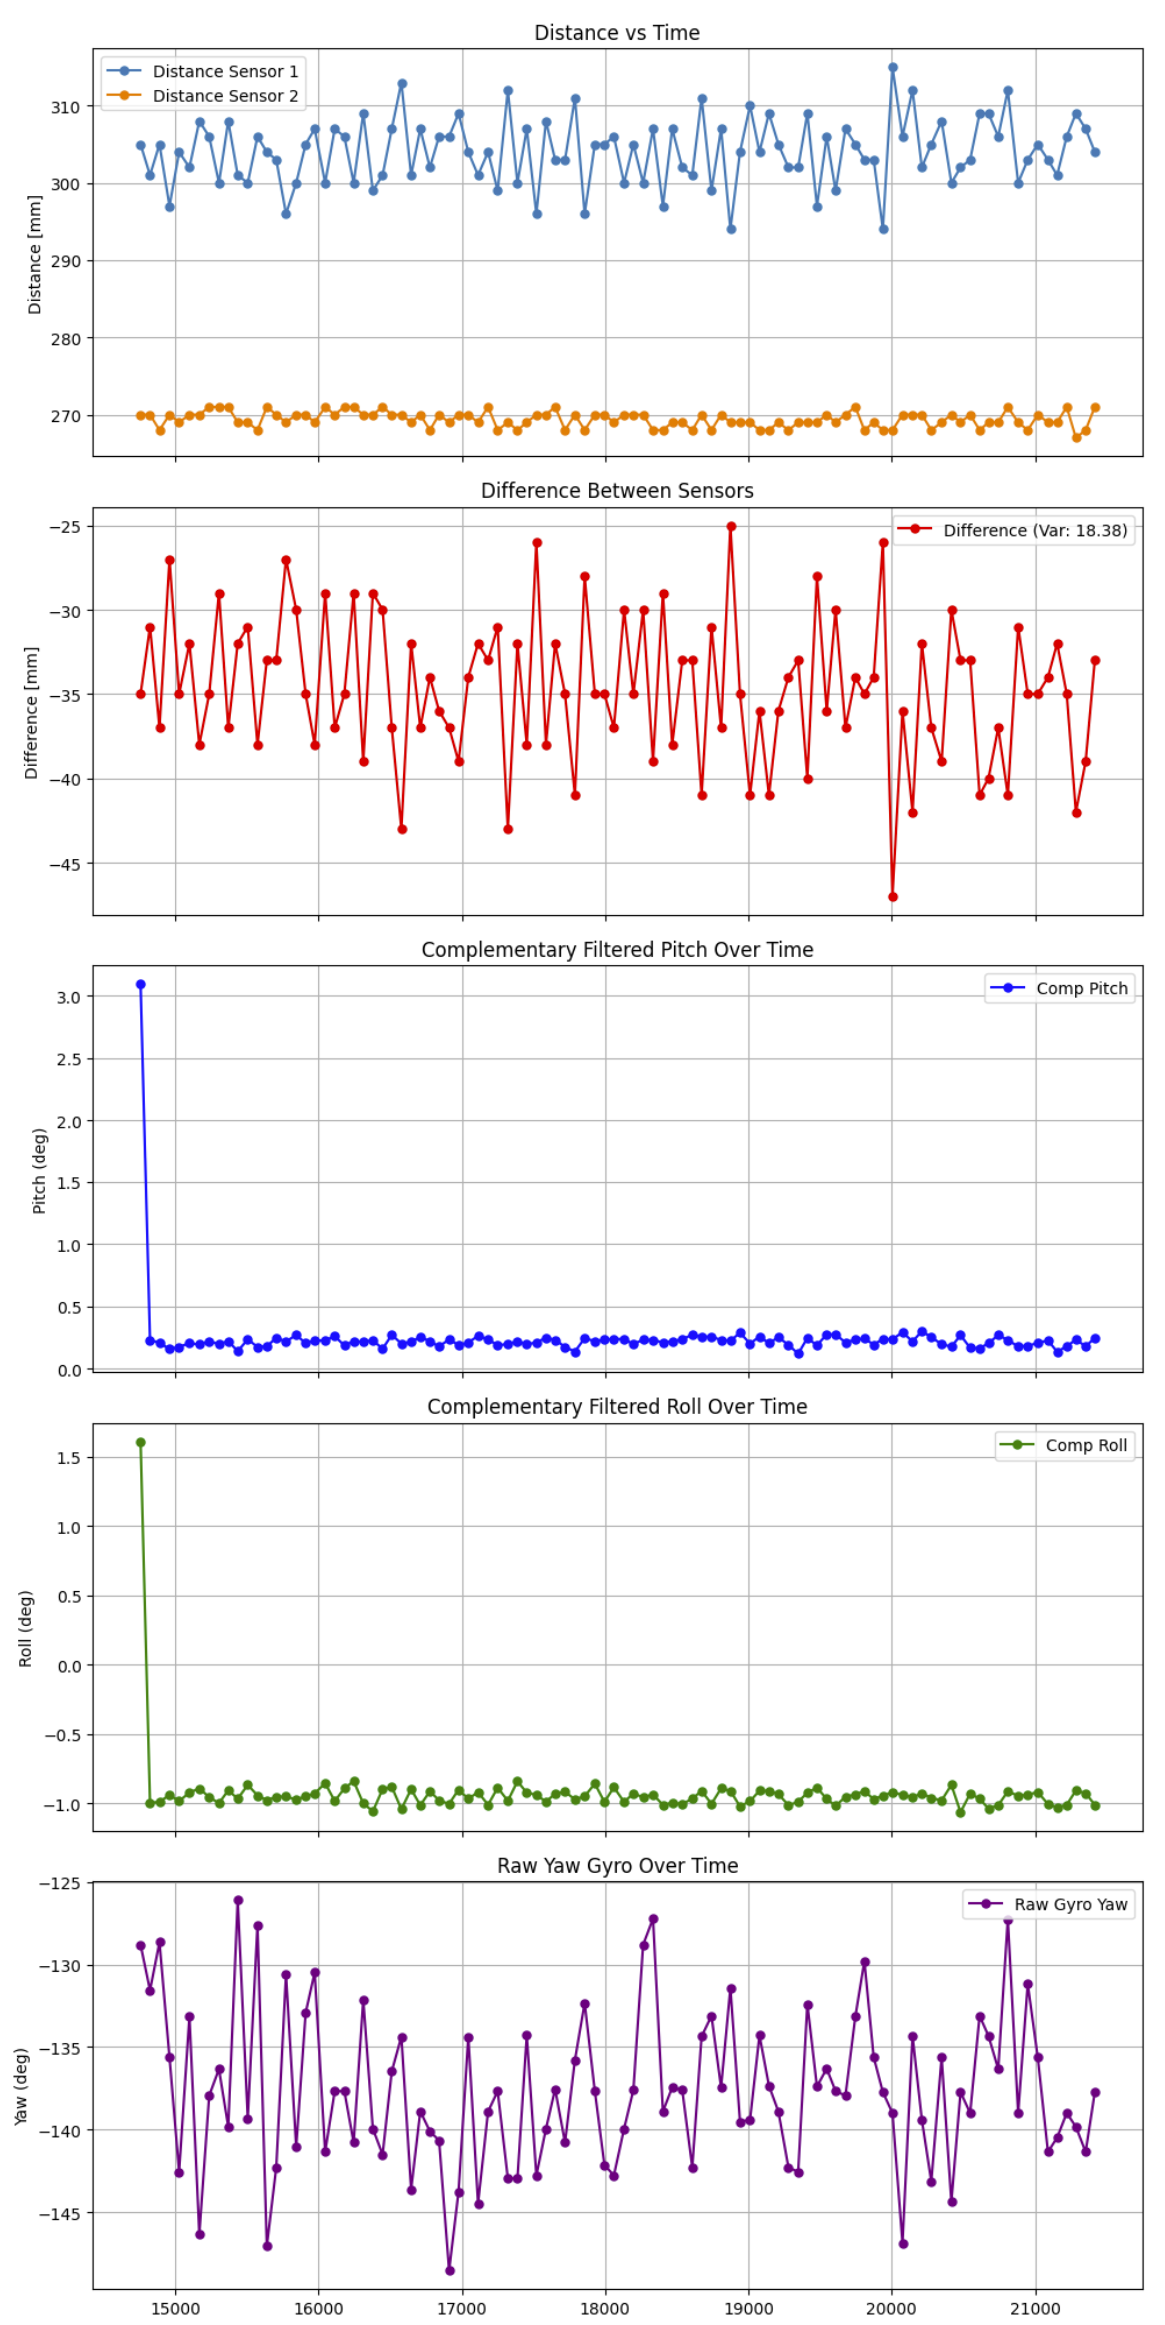 Distance vs Time
Distance Sensor 1
Distance Sensor 2
Distance [mm]
310
300
290
280
270
Difference Between Sensors
Difference (Var: 18.38)
Difference [mm]
−25
−30
−35
−40
−45
Complementary Filtered Pitch Over Time
Comp Pitch
Pitch (deg)
3.0
2.5
2.0
1.5
1.0
0.5
0.0
Complementary Filtered Roll Over Time
Comp Roll
Roll (deg)
1.5
1.0
0.5
0.0
−0.5
−1.0
Raw Yaw Gyro Over Time
Raw Gyro Yaw
Yaw (deg)
−125
−130
−135
−140
−145
15000 16000 17000 18000 19000 20000 21000